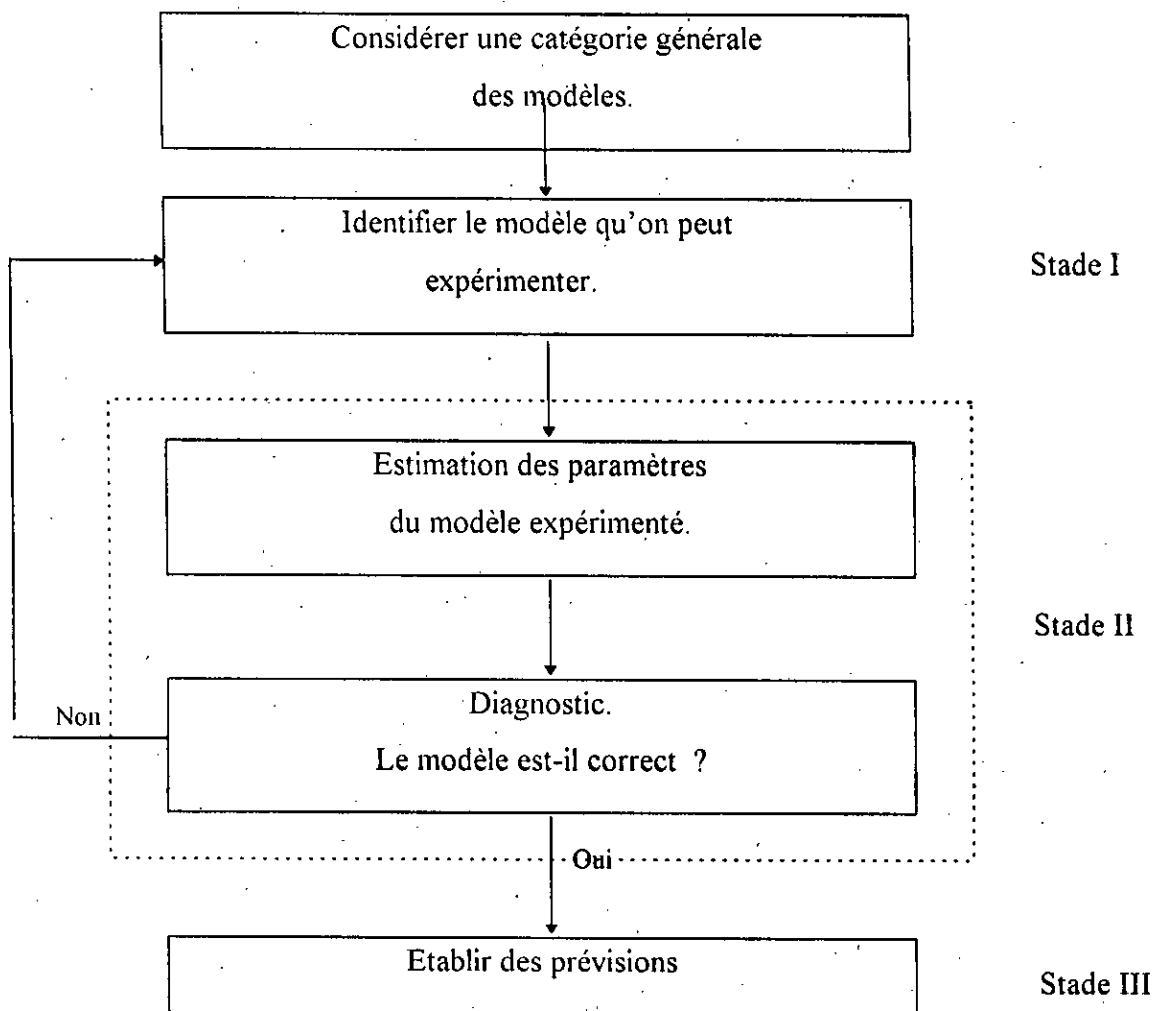 Considérer une catégorie générale
des modèles.
Identifier le modèle qu'on peut
expérimenter.
Stade I
Estimation des paramètres
du modèle expérimenté.
Stade II
Diagnostic.
Non
Le modèle est-il correct ?
Oui
Etablir des prévisions
Stade III